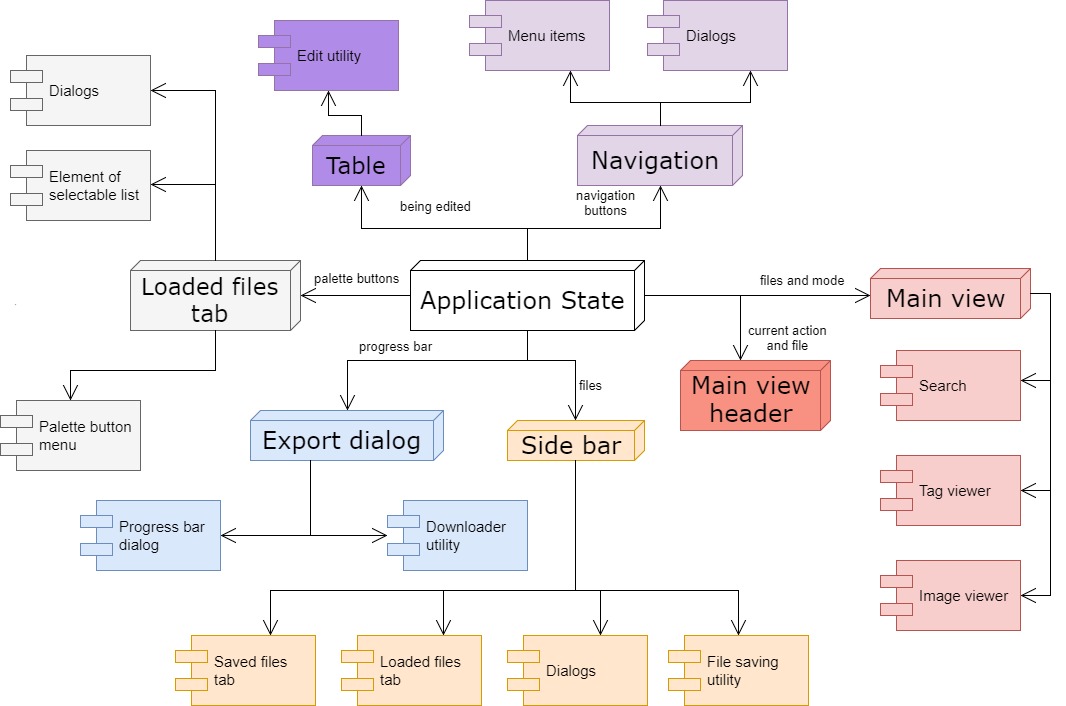 Menu items
Dialogs
Edit utility
Dialogs
Table
Navigation
Element of
selectable list
being edited
navigation
buttons
Loaded files
tab
palette buttons
Application State
files and mode
Main view
progress bar
current action
and file
files
Main view
header
Search
Palette button
menu
Export dialog
Side bar
Tag viewer
Progress bar
dialog
Downloader
utility
Image viewer
Saved files
tab
Loaded files
tab
Dialogs
File saving
utility